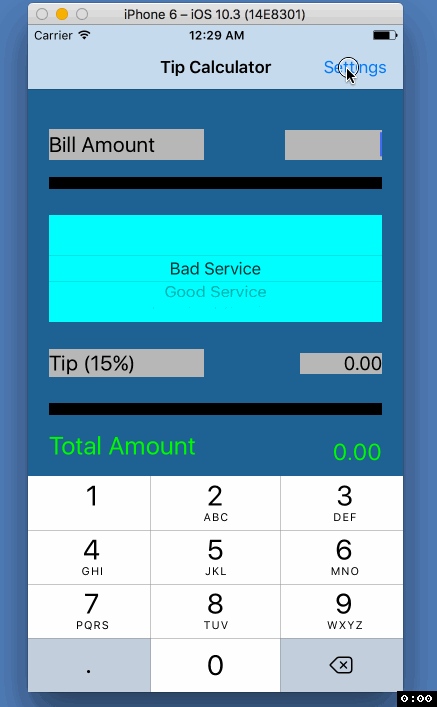 iPhone 6 – iOS 10.3 (14E8301)
Carrier 12:29 AM
Tip Calculator Settings
Bill Amount
Bad Service
Good Service
Tip (15%) 0.00
Total Amount 0.00
1 2 3
ABC DEF
4 5 6
GHI JKL MNO
7 8 9
PQRS TUV WXYZ
. 0
0:00